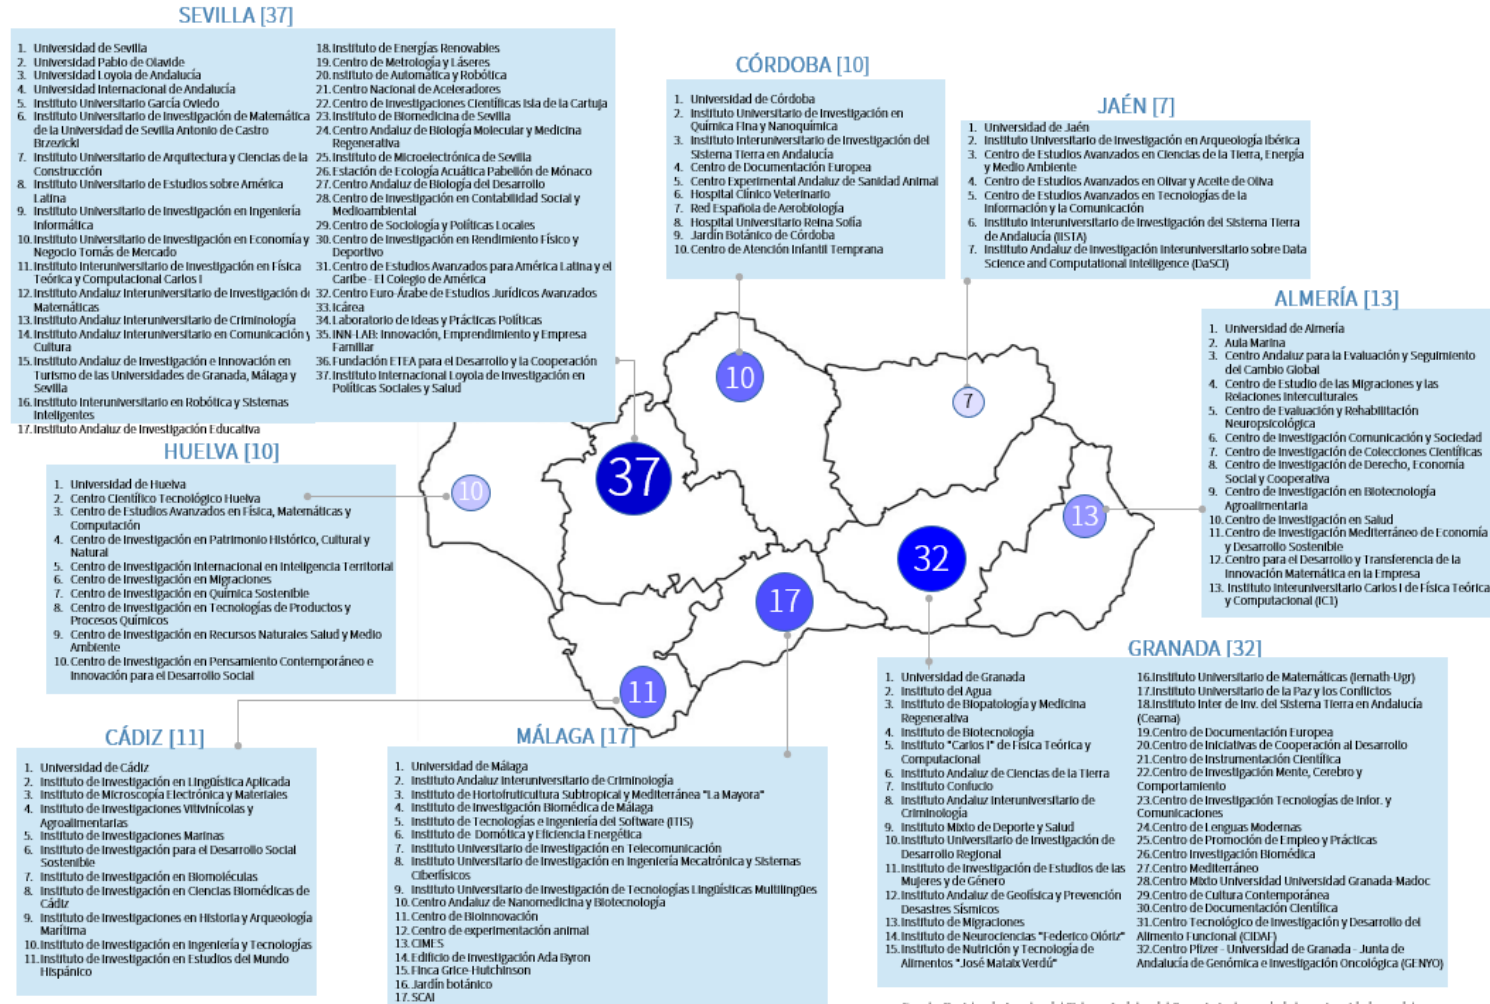 SEVILLA [37]
1. Universidad de Sevilla
2. Universidad Pablo de Olavide
3. Universidad Loyola de Andalucía
4. Universidad Internacional de Andalucía
5. Instituto Universitario García Oviedo
6. Instituto Universitario de Investigación de Matemática
de la Universidad de Sevilla Antonio de Castro
Brzezicki
7. Instituto Universitario de Arquitectura y Ciencias de la
Construcción
8. Instituto Universitario de Estudios sobre América
Latina
9. Instituto Universitario de Investigación en Ingeniería
Informática
10. Instituto Universitario de Investigación en Economía y
Negocio Tomás de Mercado
11. Instituto Interuniversitario de Investigación en Física
Teórica y Computacional Carlos I
12. Instituto Andaluz Interuniversitario de Investigación de
Matemáticas
13. Instituto Andaluz Interuniversitario de Criminología
14. Instituto Andaluz Interuniversitario en Comunicación y
Cultura
15. Instituto Andaluz de Investigación e Innovación en
Turismo de las Universidades de Granada, Málaga y
Sevilla
16. Instituto Interuniversitario en Robótica y Sistemas
Inteligentes
17. Instituto Andaluz de Investigación Educativa
18. Instituto de Energías Renovables
19. Centro de Metrología y Láseres
20. nstituto de Automática y Robótica
21. Centro Nacional de Aceleradores
22. Centro de Investigaciones Científicas Isla de la Cartuja
23. Instituto de Biomedicina de Sevilla
24. Centro Andaluz de Biología Molecular y Medicina
Regenerativa
25. Instituto de Microelectrónica de Sevilla
26. Estación de Ecología Acuática Pabellón de Mónaco
27. Centro Andaluz de Biología del Desarrollo
28. Centro de Investigación en Contabilidad Social y
Medioambiental
29. Centro de Sociología y Políticas Locales
30. Centro de Investigación en Rendimiento Físico y
Deportivo
31. Centro de Estudios Avanzados para América Latina y el
Caribe - El Colegio de América
32. Centro Euro-Árabe de Estudios Jurídicos Avanzados
33. Icárea
34. Laboratorio de Ideas y Prácticas Políticas
35. INN-LAB: Innovación, Emprendimiento y Empresa
Familiar
36. Fundación ETEA para el Desarrollo y la Cooperación
37. Instituto Internacional Loyola de Investigación en
Políticas Sociales y Salud
CÓRDOBA [10]
1. Universidad de Córdoba
2. Instituto Universitario de Investigación en
Química Fina y Nanoquímica
3. Instituto Interuniversitario de Investigación del
Sistema Tierra en Andalucía
4. Centro de Documentación Europea
5. Centro Experimental Andaluz de Sanidad Animal
6. Hospital Clínico Veterinario
7. Red Española de Aerobiología
8. Hospital Universitario Reina Sofía
9. Jardín Botánico de Córdoba
10. Centro de Atención Infantil Temprana
JAÉN [7]
1. Universidad de Jaén
2. Instituto Universitario de Investigación en Arqueología Ibérica
3. Centro de Estudios Avanzados en Ciencias de la Tierra, Energía
y Medio Ambiente
4. Centro de Estudios Avanzados en Olivar y Aceite de Oliva
5. Centro de Estudios Avanzados en Tecnologías de la
Información y la Comunicación
6. Instituto Interuniversitario de Investigación del Sistema Tierra
de Andalucía (IISTA)
7. Instituto Andaluz de Investigación Interuniversitario sobre Data
Science and Computational Intelligence (DaSCI)
ALMERÍA [13]
1. Universidad de Almería
2. Aula Marina
3. Centro Andaluz para la Evaluación y Seguimiento
del Cambio Global
4. Centro de Estudio de las Migraciones y las
Relaciones Interculturales
5. Centro de Evaluación y Rehabilitación
Neuropsicológica
6. Centro de Investigación Comunicación y Sociedad
7. Centro de Investigación de Colecciones Científicas
8. Centro de Investigación de Derecho, Economía
Social y Cooperativa
9. Centro de Investigación en Biotecnología
Agroalimentaria
10. Centro de Investigación en Salud
11. Centro de Investigación Mediterráneo de Economía
y Desarrollo Sostenible
12. Centro para el Desarrollo y Transferencia de la
Innovación Matemática en la Empresa
13. Instituto Interuniversitario Carlos I de Física Teórica
y Computacional (IC1)
10
7
37
10
13
32
17
11
HUELVA [10]
1. Universidad de Huelva
2. Centro Científico Tecnológico Huelva
3. Centro de Estudios Avanzados en Física, Matemáticas y
Computación
4. Centro de Investigación en Patrimonio Histórico, Cultural y
Natural
5. Centro de Investigación Internacional en Inteligencia Territorial
6. Centro de Investigación en Migraciones
7. Centro de Investigación en Química Sostenible
8. Centro de Investigación en Tecnologías de Productos y
Procesos Químicos
9. Centro de Investigación en Recursos Naturales Salud y Medio
Ambiente
10. Centro de Investigación en Pensamiento Contemporáneo e
Innovación para el Desarrollo Social
CÁDIZ [11]
1. Universidad de Cádiz
2. Instituto de Investigación en Lingüística Aplicada
3. Instituto de Microscopía Electrónica y Materiales
4. Instituto de Investigaciones Vitivinícolas y
Agroalimentarias
5. Instituto de Investigaciones Marinas
6. Instituto de Investigación para el Desarrollo Social
Sostenible
7. Instituto de Investigación en Biomoléculas
8. Instituto de Investigación en Ciencias Biomédicas de
Cádiz
9. Instituto de Investigaciones en Historia y Arqueología
Marítima
10. Instituto de Investigación en Ingeniería y Tecnologías
11. Instituto de Investigación en Estudios del Mundo
Hispánico
MÁLAGA [17]
1. Universidad de Málaga
2. Instituto Andaluz Interuniversitario de Criminología
3. Instituto de Hortofruticultura Subtropical y Mediterránea "La Mayora"
4. Instituto de Investigación Biomédica de Málaga
5. Instituto de Tecnologías e Ingeniería del Software (ITIS)
6. Instituto de Domótica y Eficiencia Energética
7. Instituto Universitario de Investigación en Telecomunicación
8. Instituto Universitario de Investigación en Ingeniería Mecatrónica y Sistemas
Ciberfísicos
9. Instituto Universitario de Investigación de Tecnologías Lingüísticas Multilingües
10. Centro Andaluz de Nanomedicina y Biotecnología
11. Centro de Bioinnovación
12. Centro de experimentación animal
13. CIMES
14. Edificio de Investigación Ada Byron
15. Finca Grice-Hutchinson
16. Jardín botánico
17. SCAI
GRANADA [32]
1. Universidad de Granada
2. Instituto del Agua
3. Instituto de Biopatología y Medicina
Regenerativa
4. Instituto de Biotecnología
5. Instituto "Carlos I" de Física Teórica y
Computacional
6. Instituto Andaluz de Ciencias de la Tierra
7. Instituto Confucio
8. Instituto Andaluz Interuniversitario de
Criminología
9. Instituto Mixto de Deporte y Salud
10. Instituto Universitario de Investigación de
Desarrollo Regional
11. Instituto de Investigación de Estudios de las
Mujeres y de Género
12. Instituto Andaluz de Geofísica y Prevención
Desastres Sísmicos
13. Instituto de Migraciones
14. Instituto de Neurociencias "Federico Olóriz"
15. Instituto de Nutrición y Tecnología de
Alimentos "José Mataix Verdú"
16. Instituto Universitario de Matemáticas (Iemath-Ugr)
17. Instituto Universitario de la Paz y los Conflictos
18. Instituto Inter de Inv. del Sistema Tierra en Andalucía
(Ceama)
19. Centro de Documentación Europea
20. Centro de Iniciativas de Cooperación al Desarrollo
21. Centro de Instrumentación Científica
22. Centro de Investigación Mente, Cerebro y
Comportamiento
23. Centro de Investigación Tecnologías de Infor. y
Comunicaciones
24. Centro de Lenguas Modernas
25. Centro de Promoción de Empleo y Prácticas
26. Centro Investigación Biomédica
27. Centro Mediterráneo
28. Centro Mixto Universidad Universidad Granada-Madoc
29. Centro de Cultura Contemporánea
30. Centro de Documentación Científica
31. Centro Tecnológico de Investigación y Desarrollo del
Alimento Funcional (CIDAF)
32. Centro Pfizer - Universidad de Granada - Junta de
Andalucía de Genómica e Investigación Oncológica (GENYO)